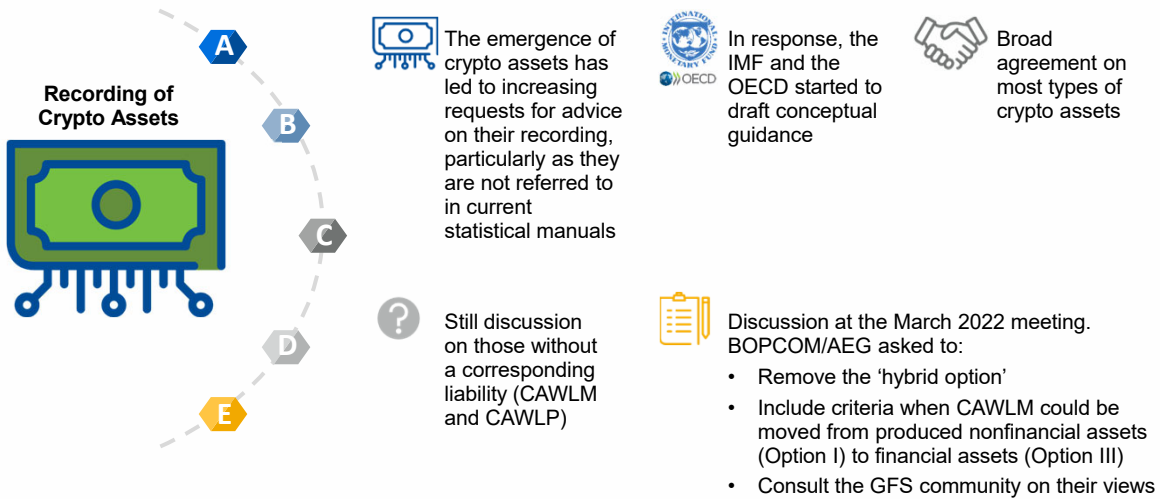 Recording of
Crypto Assets
A
B
C
D
E
The emergence of
crypto assets has
led to increasing
requests for advice
on their recording,
particularly as they
are not referred to
in current
statistical manuals
INTERNATIONAL
MONETARY FUND
OECD
In response, the
IMF and the
OECD started to
draft conceptual
guidance
Broad
agreement on
most types of
crypto assets
?
Still discussion
on those without
a corresponding
liability (CAWLM
and CAWLP)
Discussion at the March 2022 meeting.
BOPCOM/AEG asked to:
• Remove the ‘hybrid option’
• Include criteria when CAWLM could be
moved from produced nonfinancial assets
(Option I) to financial assets (Option III)
• Consult the GFS community on their views